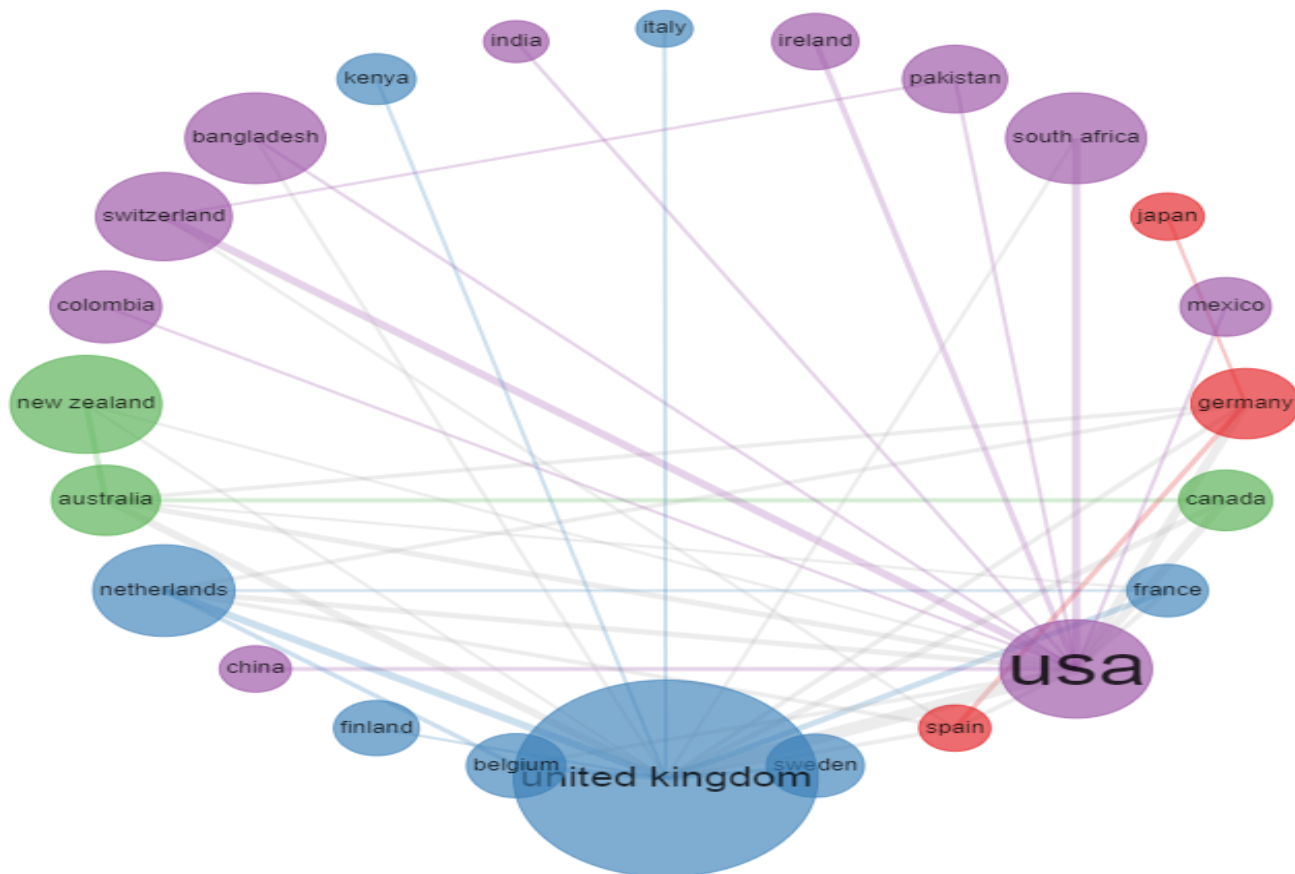 italy
india
ireland
kenya
pakistan
bangladesh
south africa
switzerland
japan
colombia
mexico
new zealand
germany
australia
canada
netherlands
france
china
usa
finland
spain
belgium
sweden
united kingdom